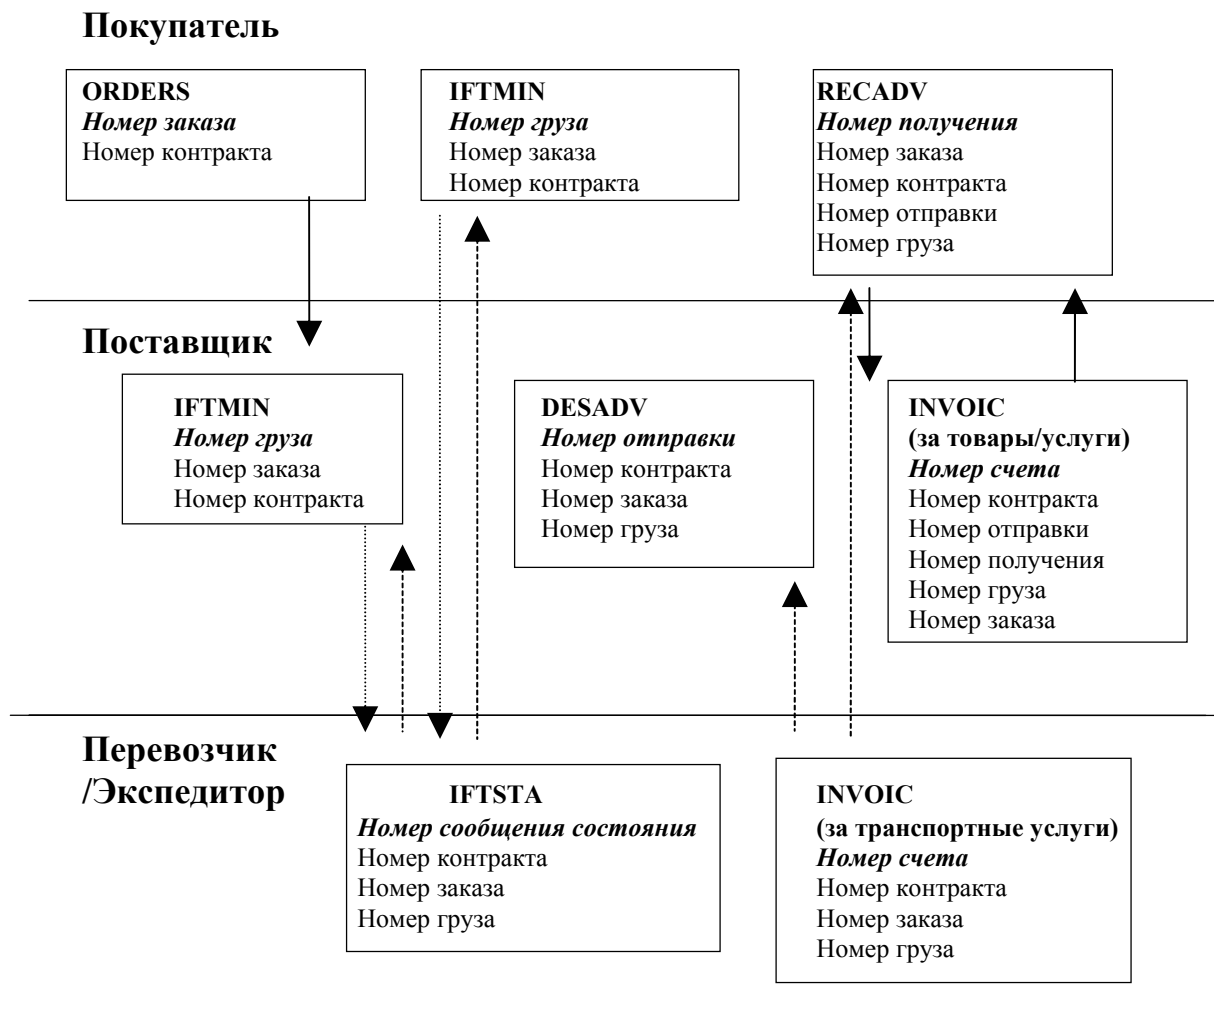 Покупатель
ORDERS
Номер заказа
Номер контракта
IFTMIN
Номер груза
Номер заказа
Номер контракта
RECADV
Номер получения
Номер заказа
Номер контракта
Номер отправки
Номер груза
Поставщик
IFTMIN
Номер груза
Номер заказа
Номер контракта
DESADV
Номер отправки
Номер контракта
Номер заказа
Номер груза
INVOIC
(за товары/услуги)
Номер счета
Номер контракта
Номер отправки
Номер получения
Номер груза
Номер заказа
Перевозчик
/Экспедитор
IFTSTA
Номер сообщения состояния
Номер контракта
Номер заказа
Номер груза
INVOIC
(за транспортные услуги)
Номер счета
Номер контракта
Номер заказа
Номер груза